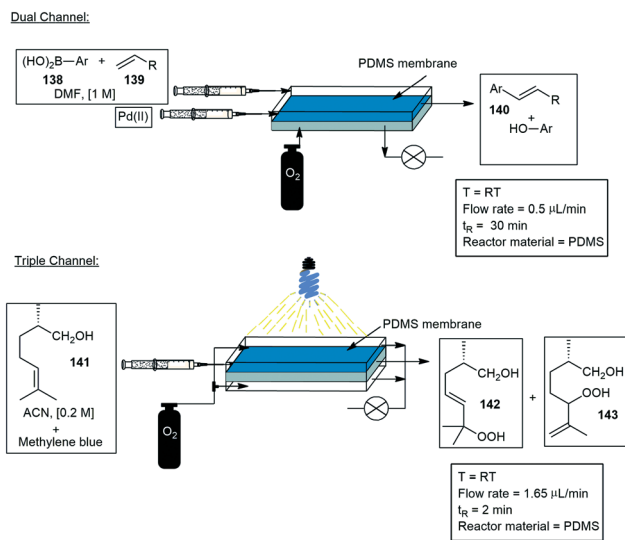 Dual Channel:
(HO)₂B—Ar + R
138 139
DMF, [1 M]
Pd(II)
PDMS membrane
O₂
Ar R
140 +
HO—Ar
T = RT
Flow rate = 0.5 µL/min
tR = 30 min
Reactor material = PDMS
Triple Channel:
CH₂OH
141
ACN, [0.2 M]
+
Methylene blue
PDMS membrane
O₂
CH₂OH
142
OOH
+
CH₂OH
OOH
143
T = RT
Flow rate = 1.65 µL/min
tR = 2 min
Reactor material = PDMS